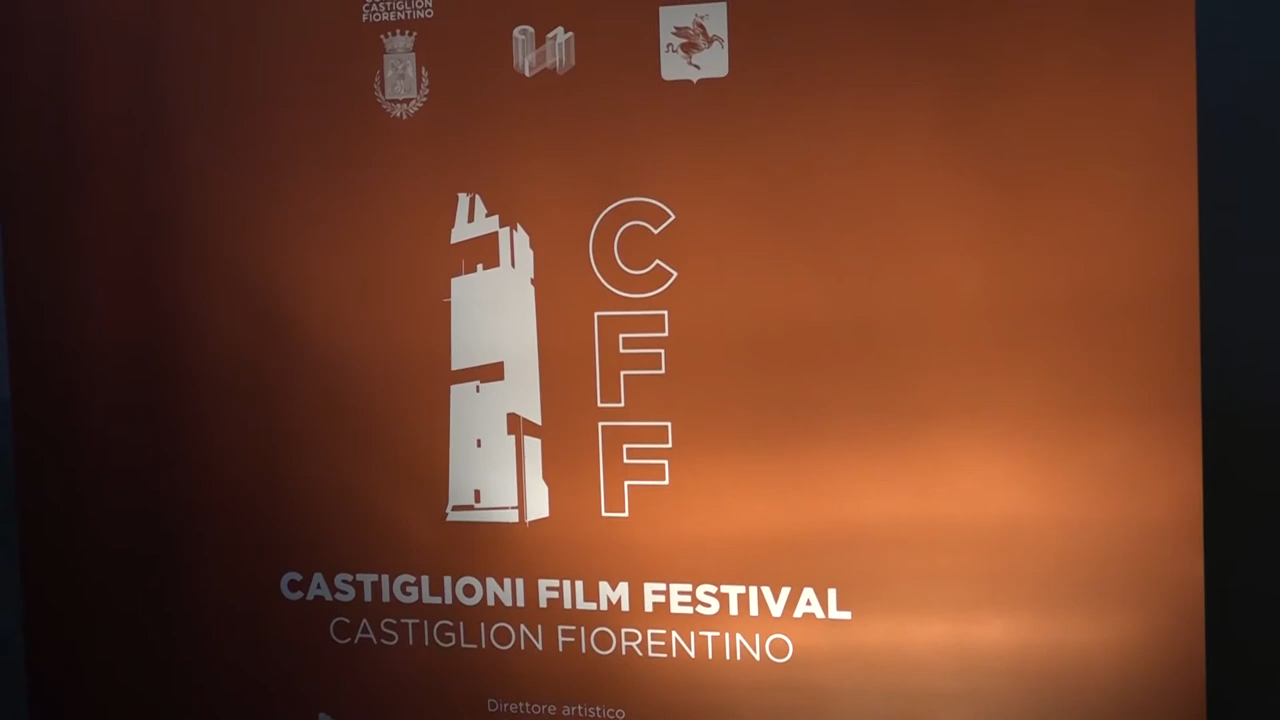 CASTIGLION
FIORENTINO
C
F
F
CASTIGLIONI FILM FESTIVAL
CASTIGLION FIORENTINO
Direttore artistico